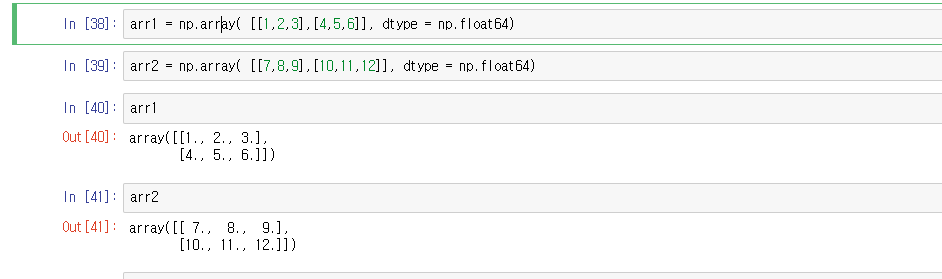 In [38]: arr1 = np.array( [[1,2,3],[4,5,6]], dtype = np.float64)
In [39]: arr2 = np.array( [[7,8,9],[10,11,12]], dtype = np.float64)
In [40]: arr1
Out[40]: array([[1., 2., 3.],
[4., 5., 6.]])
In [41]: arr2
Out[41]: array([[ 7.,  8.,  9.],
[10., 11., 12.]])